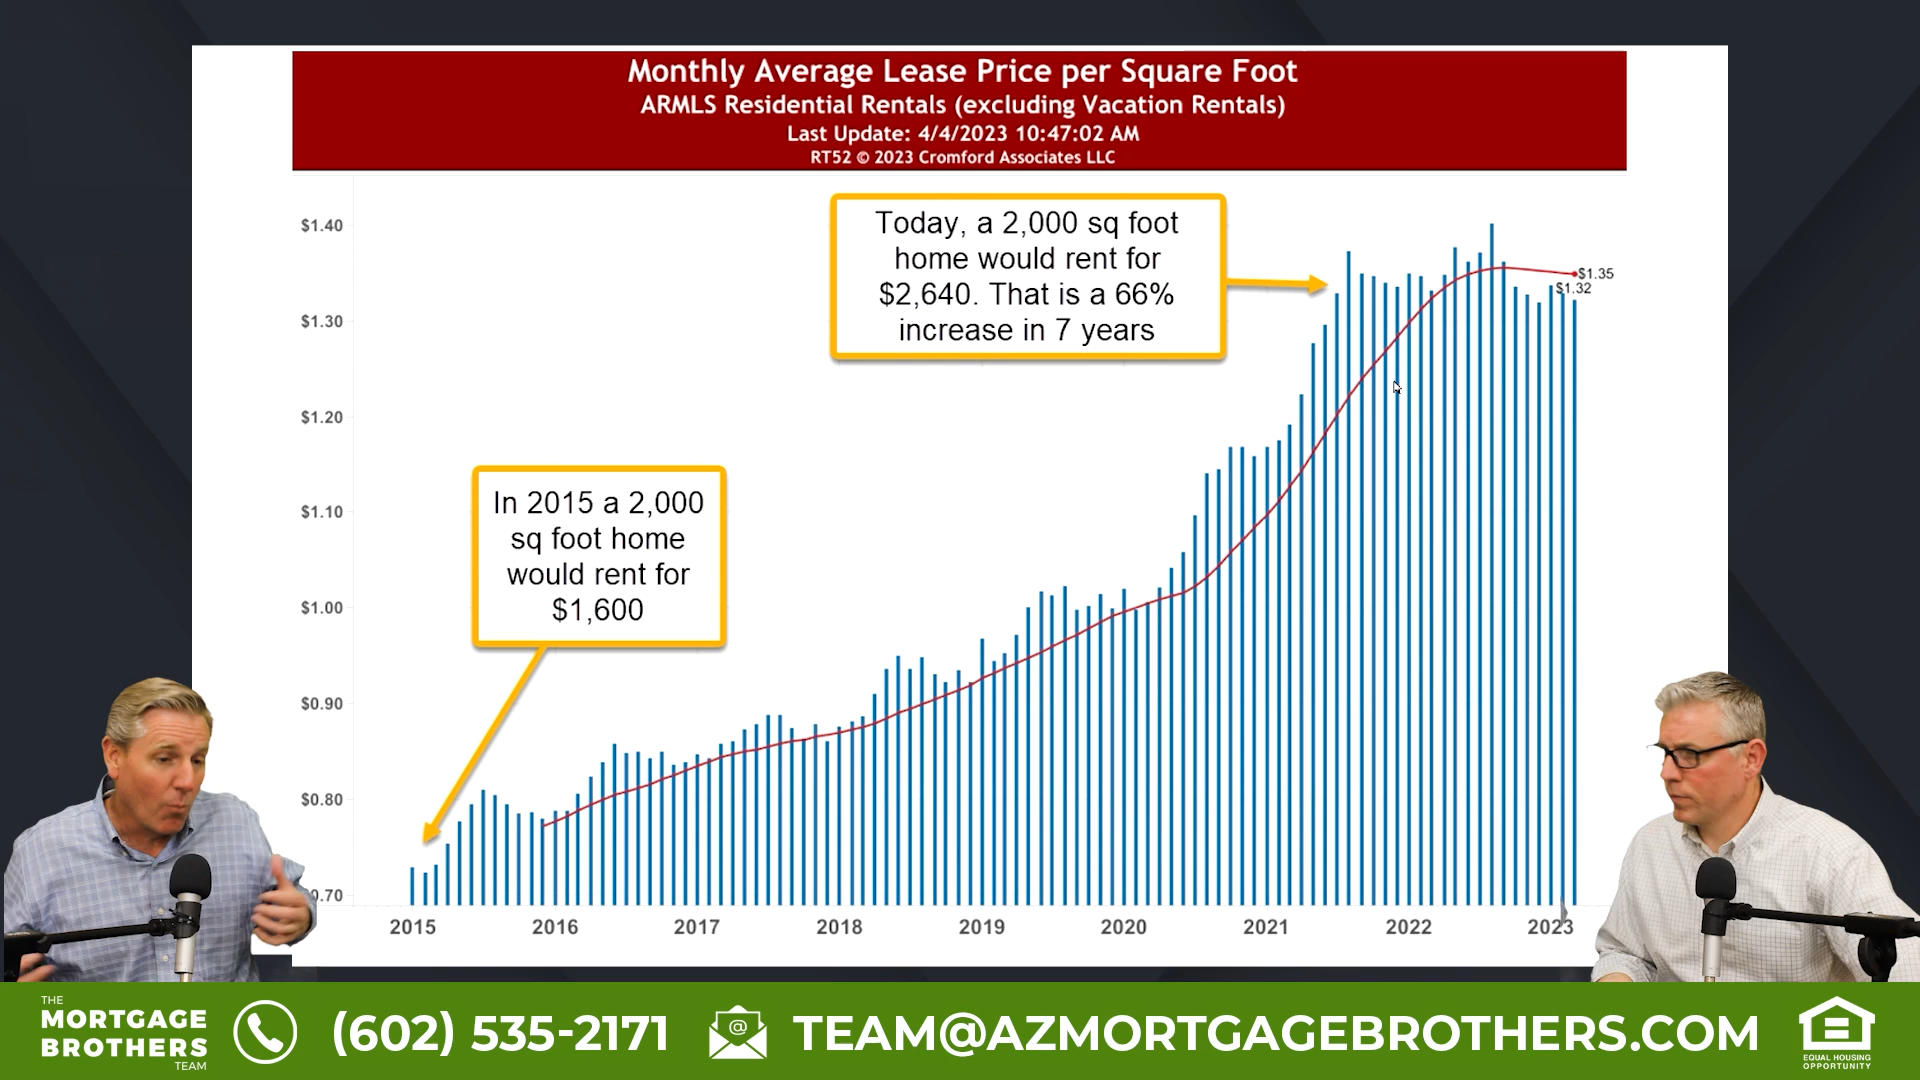 Monthly Average Lease Price per Square Foot
ARMLS Residential Rentals (excluding Vacation Rentals)
Last Update: 4/4/2023 10:47:02 AM
RT52 © 2023 Cromford Associates LLC
$1.40
$1.30
$1.20
$1.10
$1.00
$0.90
$0.80
0.70
Today, a 2,000 sq foot
home would rent for
$2,640. That is a 66%
increase in 7 years
$1.35
$1.32
In 2015 a 2,000
sq foot home
would rent for
$1,600
2015
2016
2017
2018
2019
2020
2021
2022
2023
THE
MORTGAGE
BROTHERS
TEAM
(602) 535-2171
@
TEAM@AZMORTGAGEBROTHERS.COM
EQUAL HOUSING
OPPORTUNITY